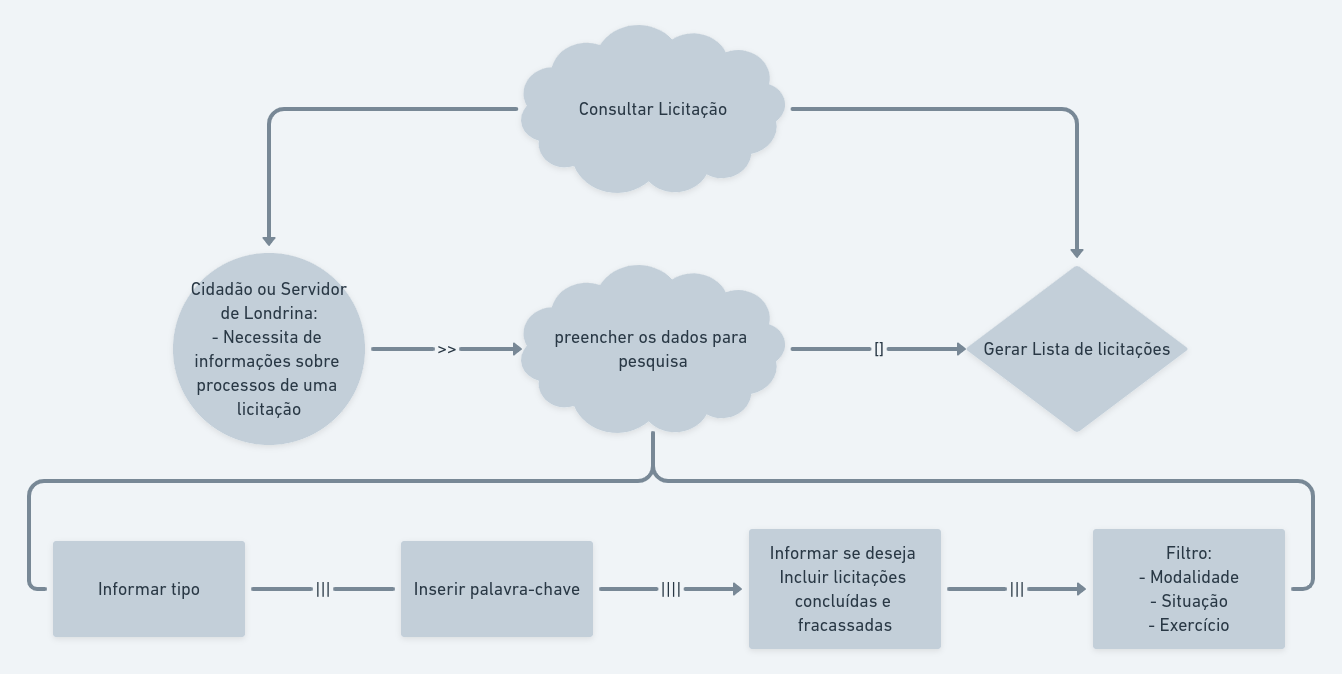 Consultar Licitação
Cidadão ou Servidor
de Londrina:
- Necessita de
informações sobre
processos de uma
licitação
>>
preencher os dados para
pesquisa
[]
Gerar Lista de licitações
Informar tipo
|||
Inserir palavra-chave
||||
Informar se deseja
Incluir licitações
concluídas e
fracassadas
|||
Filtro:
- Modalidade
- Situação
- Exercício